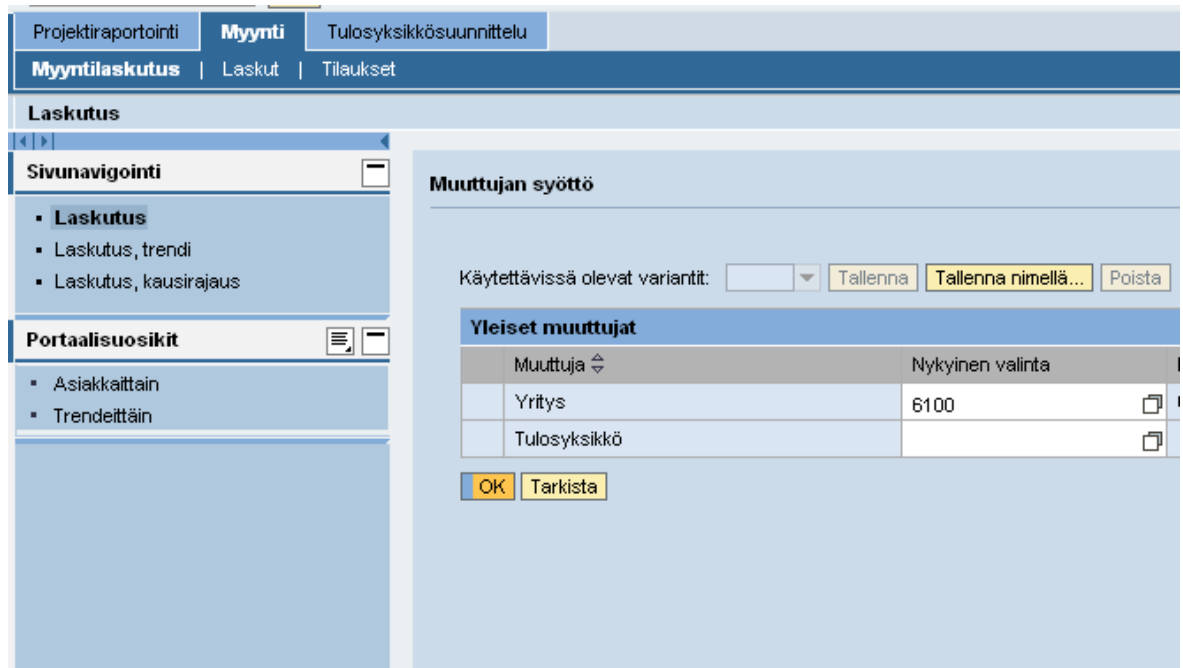 Projektiraportointi Myynti Tulosyksikkösuunnittelu
Myyntilaskutus | Laskut | Tilaukset
Laskutus
Sivunavigointi
Laskutus
Laskutus, trendi
Laskutus, kausirajaus
Portaalisuosikit
Asiakkaittain
Trendeittäin
Muuttujan syöttö
Käytettävissä olevat variantit: Tallenna Tallenna nimellä... Poista
Yleiset muuttujat
Muuttuja Nykyinen valinta
Yritys 6100
Tulosyksikkö
OK Tarkista